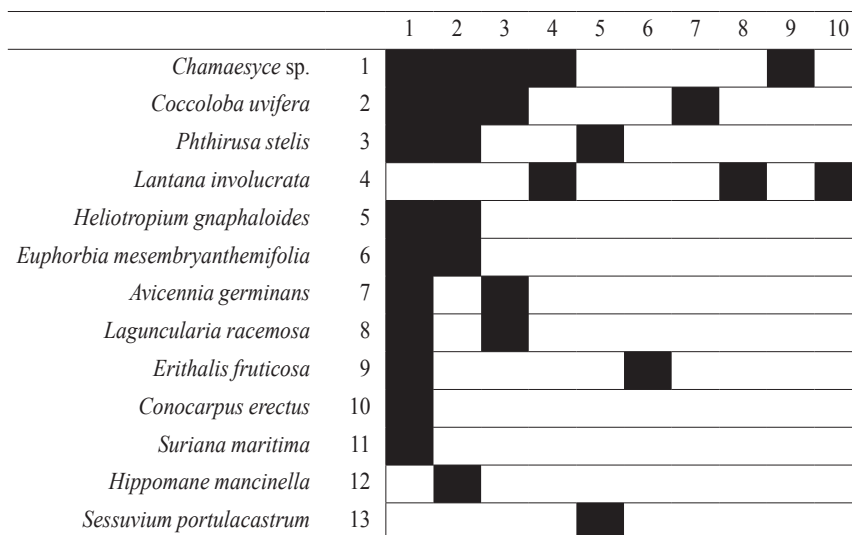 1 2 3 4 5 6 7 8 9 10
Chamaesyce sp. 1
Coccoloba uvifera 2
Phthirusa stelis 3
Lantana involucrata 4
Heliotropium gnaphaloides 5
Euphorbia mesembryanthemifolia 6
Avicennia germinans 7
Laguncularia racemosa 8
Erithalis fruticosa 9
Conocarpus erectus 10
Suriana maritima 11
Hippomane mancinella 12
Sessuvium portulacastrum 13